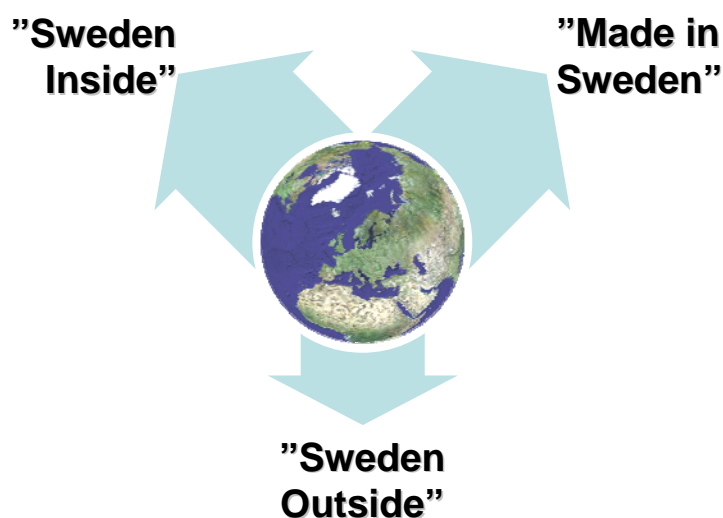 ”Sweden
Inside”
”Made in
Sweden”
”Sweden
Outside”